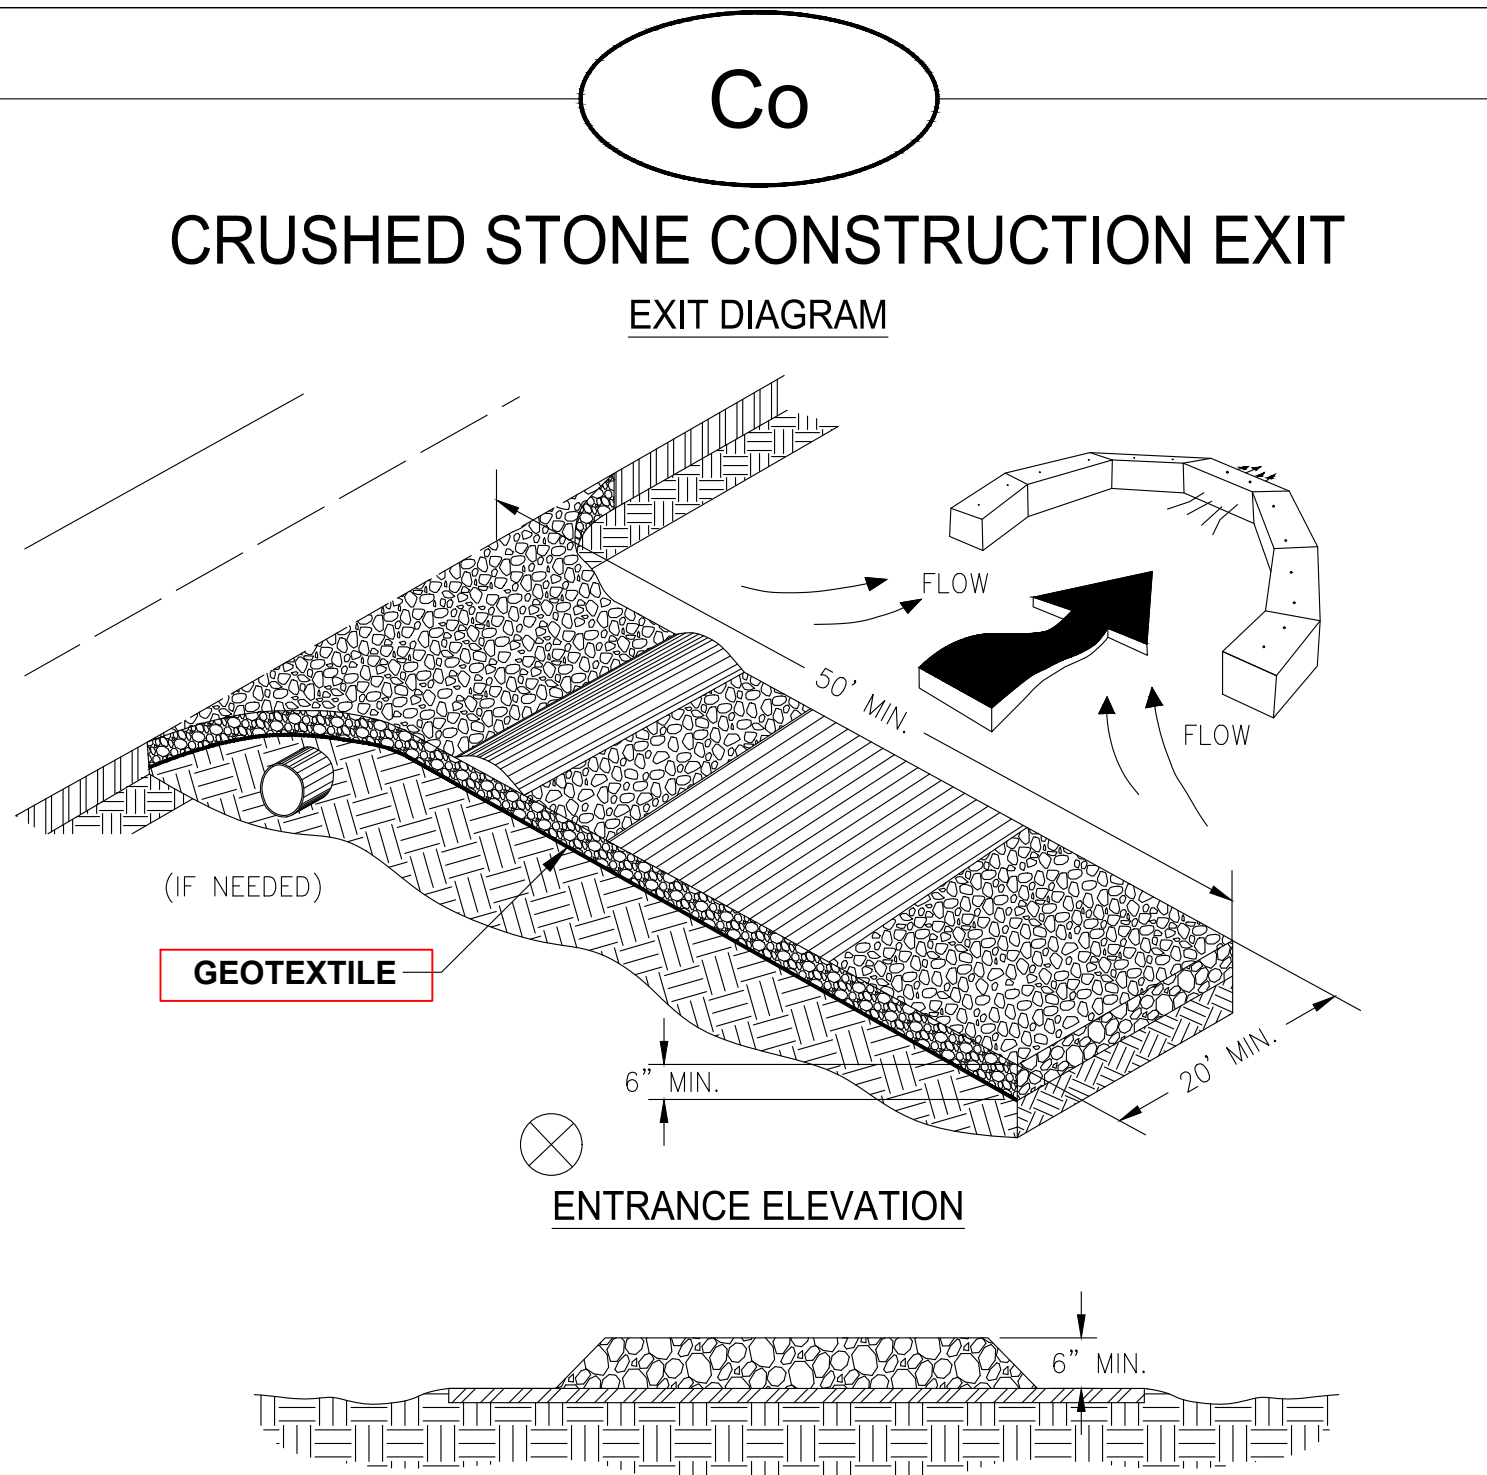 Co
CRUSHED STONE CONSTRUCTION EXIT
EXIT DIAGRAM
FLOW
50' MIN.
FLOW
(IF NEEDED)
GEOTEXTILE
20' MIN.
6" MIN.
ENTRANCE ELEVATION
6" MIN.